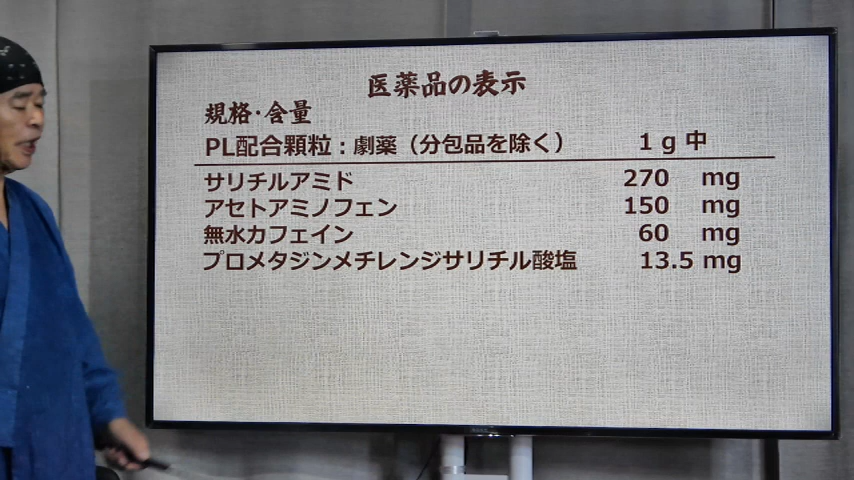 医薬品の表示
規格・含量
PL配合顆粒：劇薬（分包品を除く） 1 g 中
サリチルアミド 270 mg
アセトアミノフェン 150 mg
無水カフェイン 60 mg
プロメタジンメチレンジサリチル酸塩 13.5 mg